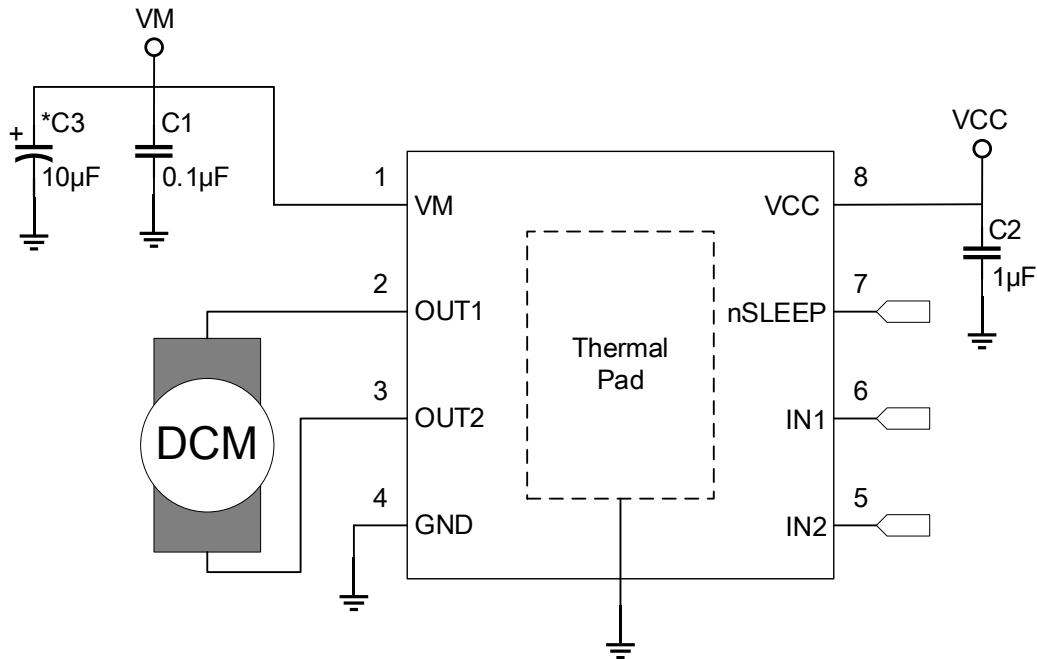 VM
+
*C3
10µF
C1
0.1µF
VCC
C2
1µF
1
VM
2
OUT1
3
OUT2
4
GND
8
VCC
7
nSLEEP
6
IN1
5
IN2
Thermal
Pad
DCM